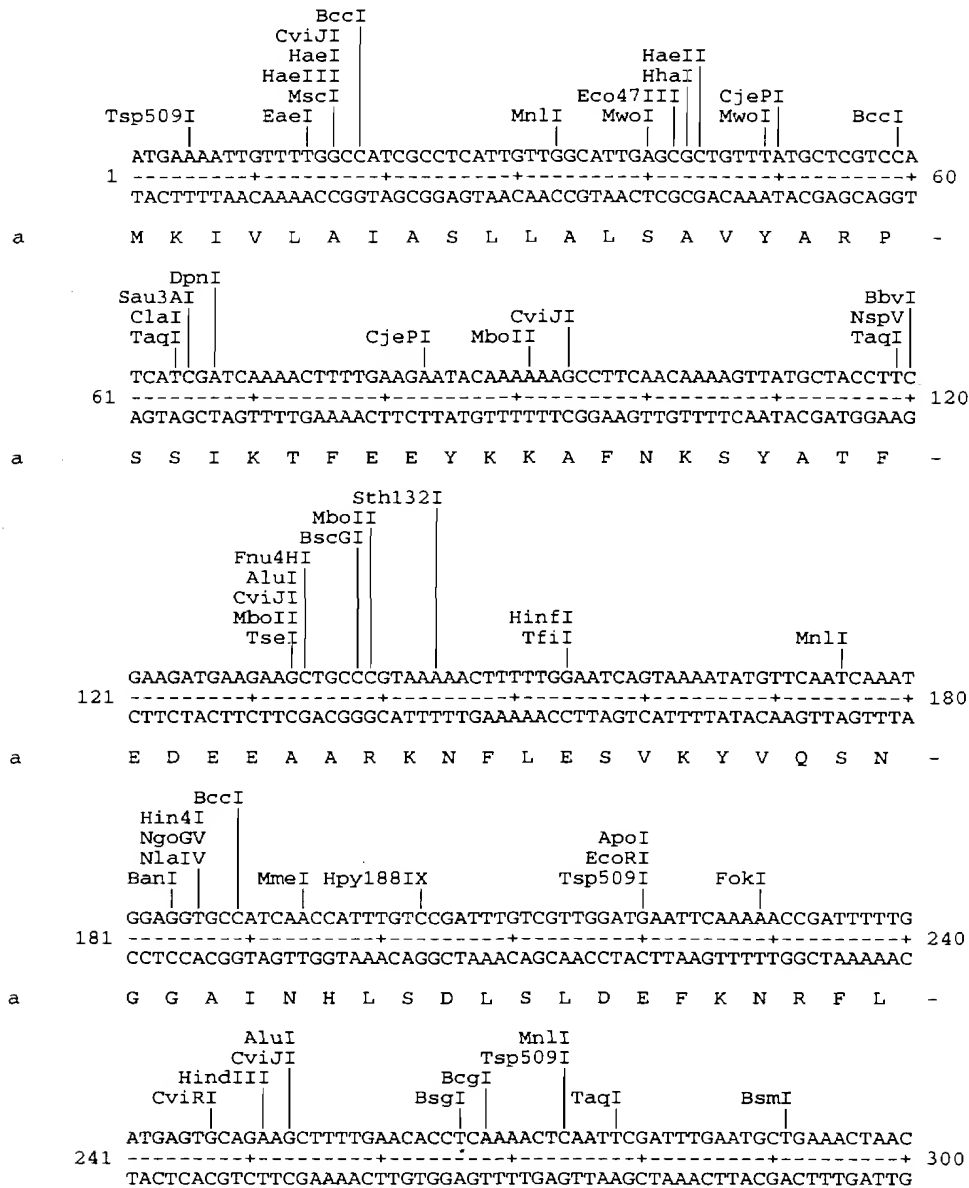 BccI
CviJI
HaeI HaeII
HaeIII HhaI
MscI Eco47III CjePI
Tsp509I EaeI MnlI MwoI MwoI BccI
ATGAAAATTGTTTTGGCCATCGCCTCATTGTTGGCATTGAGCGCTGTTTATGCTCGTCCA
1 ---------+---------+---------+---------+---------+---------+ 60
TACTTTTAACAAAACCGGTAGCGGAGTAACAACCGTAACTCGCGACAAATACGAGCAGGT
a M K I V L A I A S L L A L S A V Y A R P -
DpnI
Sau3AI BbvI
ClaI CviJI NspV
TaqI CjePI MboII TaqI
TCATCGATCAAAACTTTTGAAGAATACAAAAAAGCCTTCAACAAAAGTTATGCTACCTTC
61 ---------+---------+---------+---------+---------+---------+ 120
AGTAGCTAGTTTTGAAAACTTCTTATGTTTTTTCGGAAGTTGTTTTCAATACGATGGAAG
a S S I K T F E E Y K K A F N K S Y A T F -
Sth132I
MboII
BscGI
Fnu4HI
AluI
CviJI
MboII HinfI
TseI TfiI MnlI
GAAGATGAAGAAGCTGCCCGTAAAAACTTTTTGGAATCAGTAAAATATGTTCAATCAAAT
121 ---------+---------+---------+---------+---------+---------+ 180
CTTCTACTTCTTCGACGGGCATTTTTGAAAAACCTTAGTCATTTTATACAAGTTAGTTTA
a E D E E A A R K N F L E S V K Y V Q S N -
BccI
Hin4I
NgoGV ApoI
NlaIV EcoRI
BanI MmeI Hpy188IX Tsp509I FokI
GGAGGTGCCATCAACCATTTGTCCGATTTGTCGTTGGATGAATTCAAAAACCGATTTTTG
181 ---------+---------+---------+---------+---------+---------+ 240
CCTCCACGGTAGTTGGTAAACAGGCTAAACAGCAACCTACTTAAGTTTTTGGCTAAAAAC
a G G A I N H L S D L S L D E F K N R F L -
AluI MnlI
CviJI Tsp509I
HindIII BcgI
CviRI BsgI TaqI BsmI
ATGAGTGCAGAAGCTTTTGAACACCTCAAAACTCAATTCGATTTGAATGCTGAAACTAAC
241 ---------+---------+---------+---------+---------+---------+ 300
TACTCACGTCTTCGAAAACTTGTGGAGTTTTGAGTTAAGCTAAACTTACGACTTTGATTG